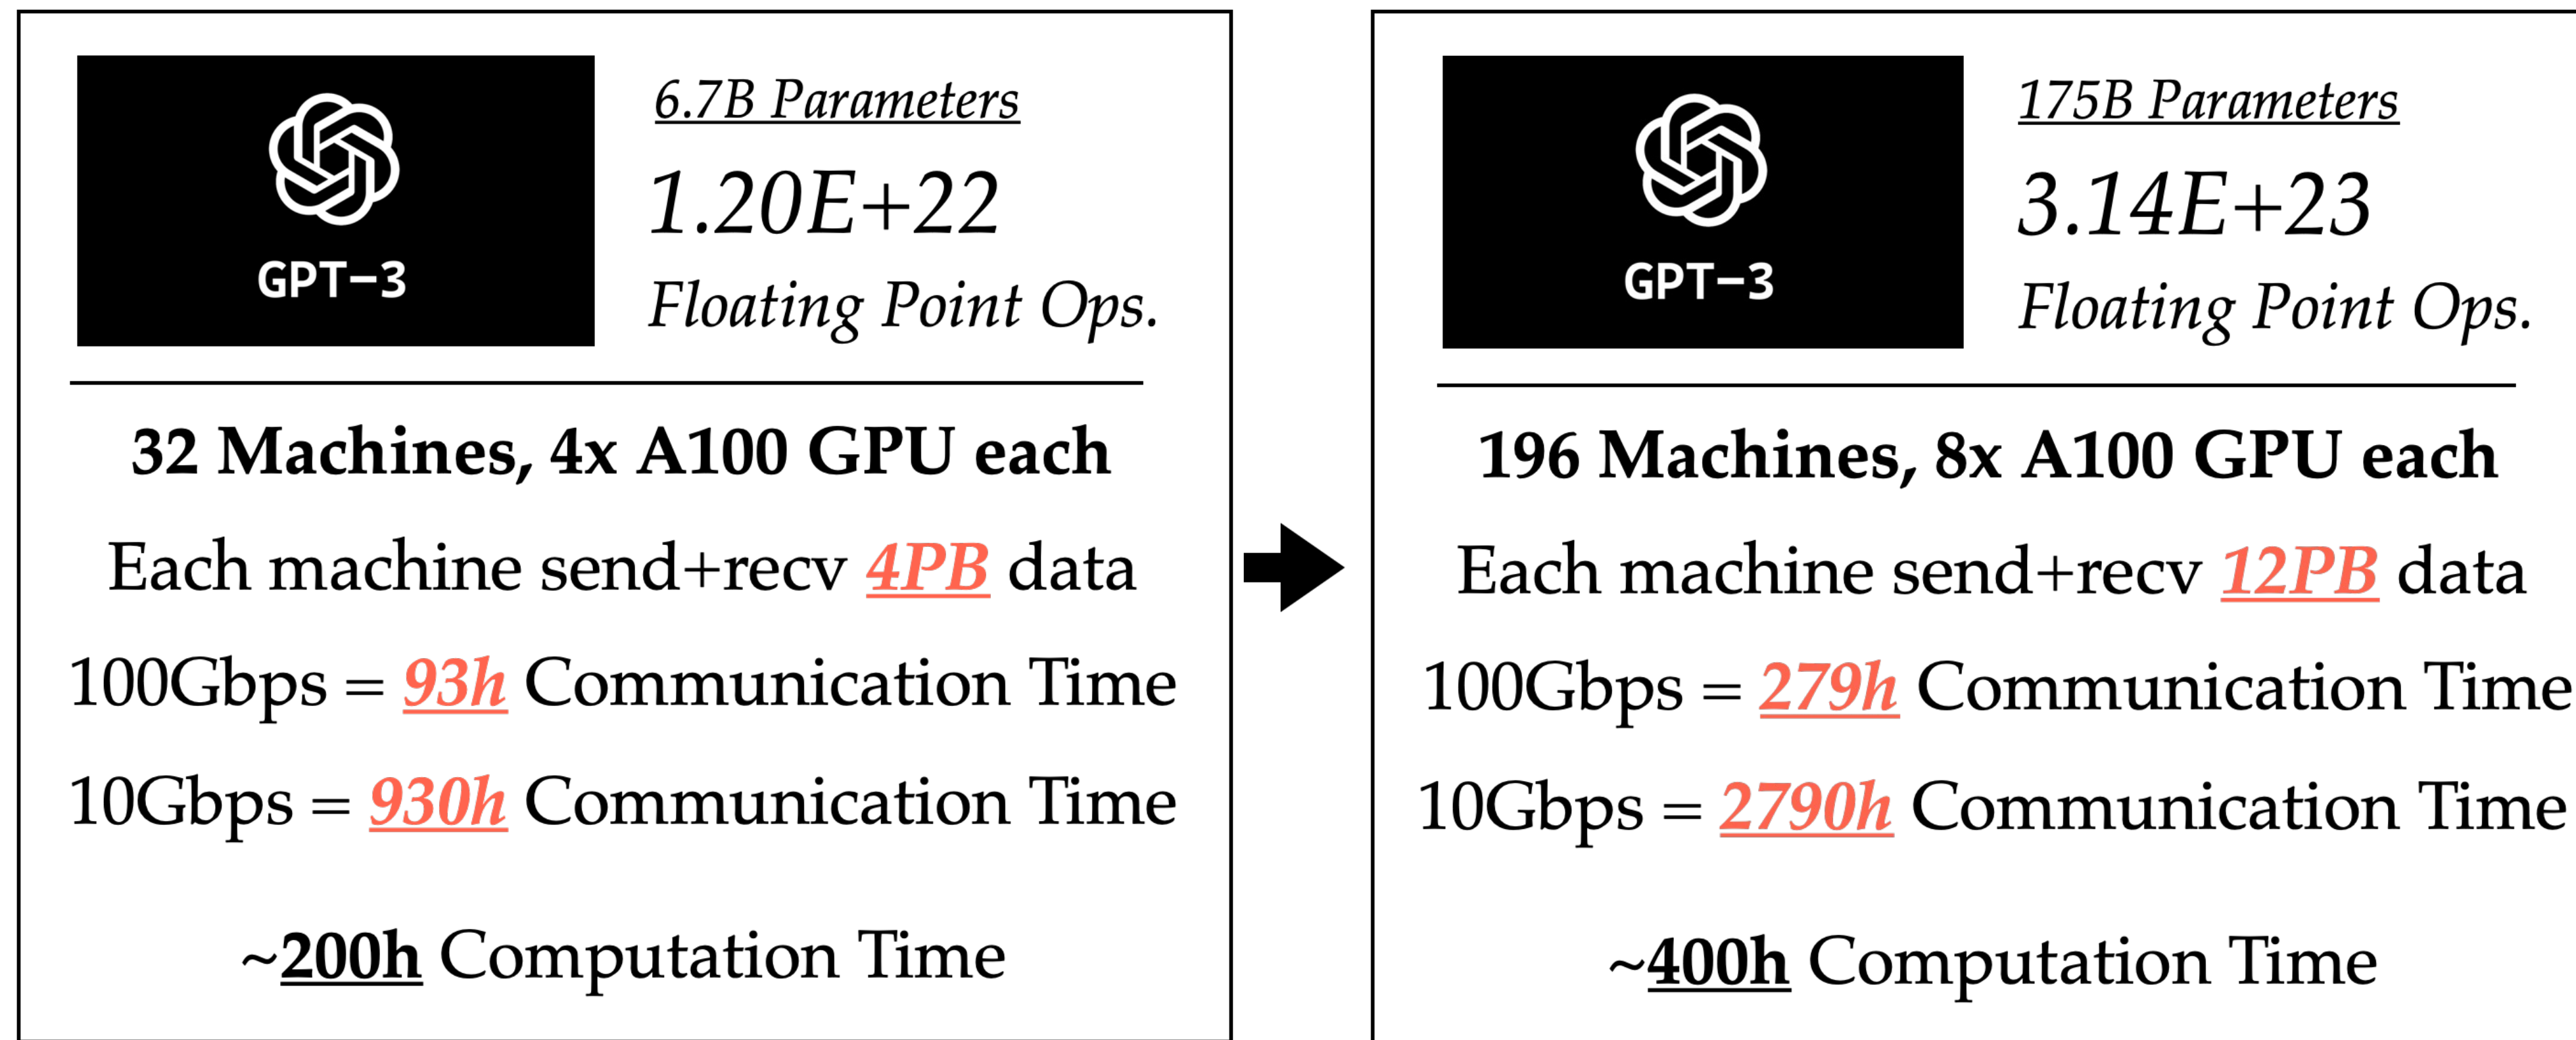 GPT-3
6.7B Parameters
1.20E+22
Floating Point Ops.
32 Machines, 4x A100 GPU each
Each machine send+recv 4PB data
100Gbps = 93h Communication Time
10Gbps = 930h Communication Time
~200h Computation Time
GPT-3
175B Parameters
3.14E+23
Floating Point Ops.
196 Machines, 8x A100 GPU each
Each machine send+recv 12PB data
100Gbps = 279h Communication Time
10Gbps = 2790h Communication Time
~400h Computation Time